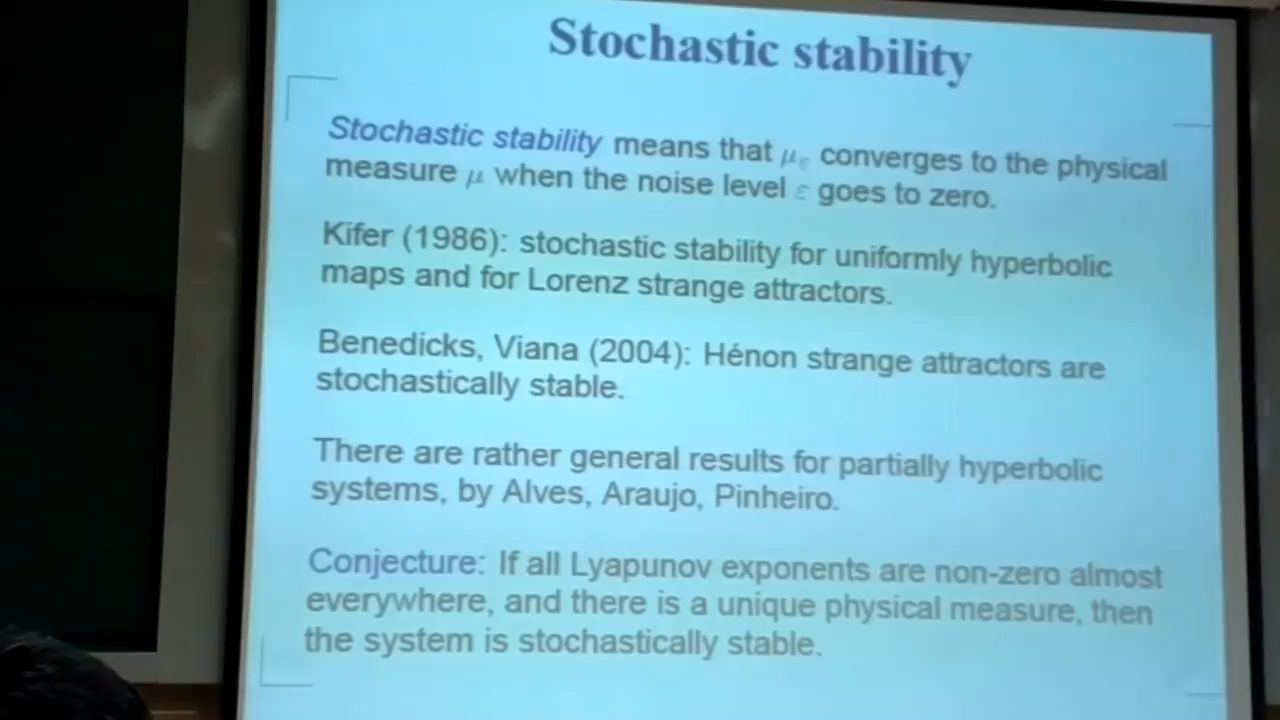 Stochastic stability
Stochastic stability means that με converges to the physical
measure μ when the noise level ε goes to zero.
Kifer (1986): stochastic stability for uniformly hyperbolic
maps and for Lorenz strange attractors.
Benedicks, Viana (2004): Hénon strange attractors are
stochastically stable.
There are rather general results for partially hyperbolic
systems, by Alves, Araujo, Pinheiro.
Conjecture: If all Lyapunov exponents are non-zero almost
everywhere, and there is a unique physical measure, then
the system is stochastically stable.